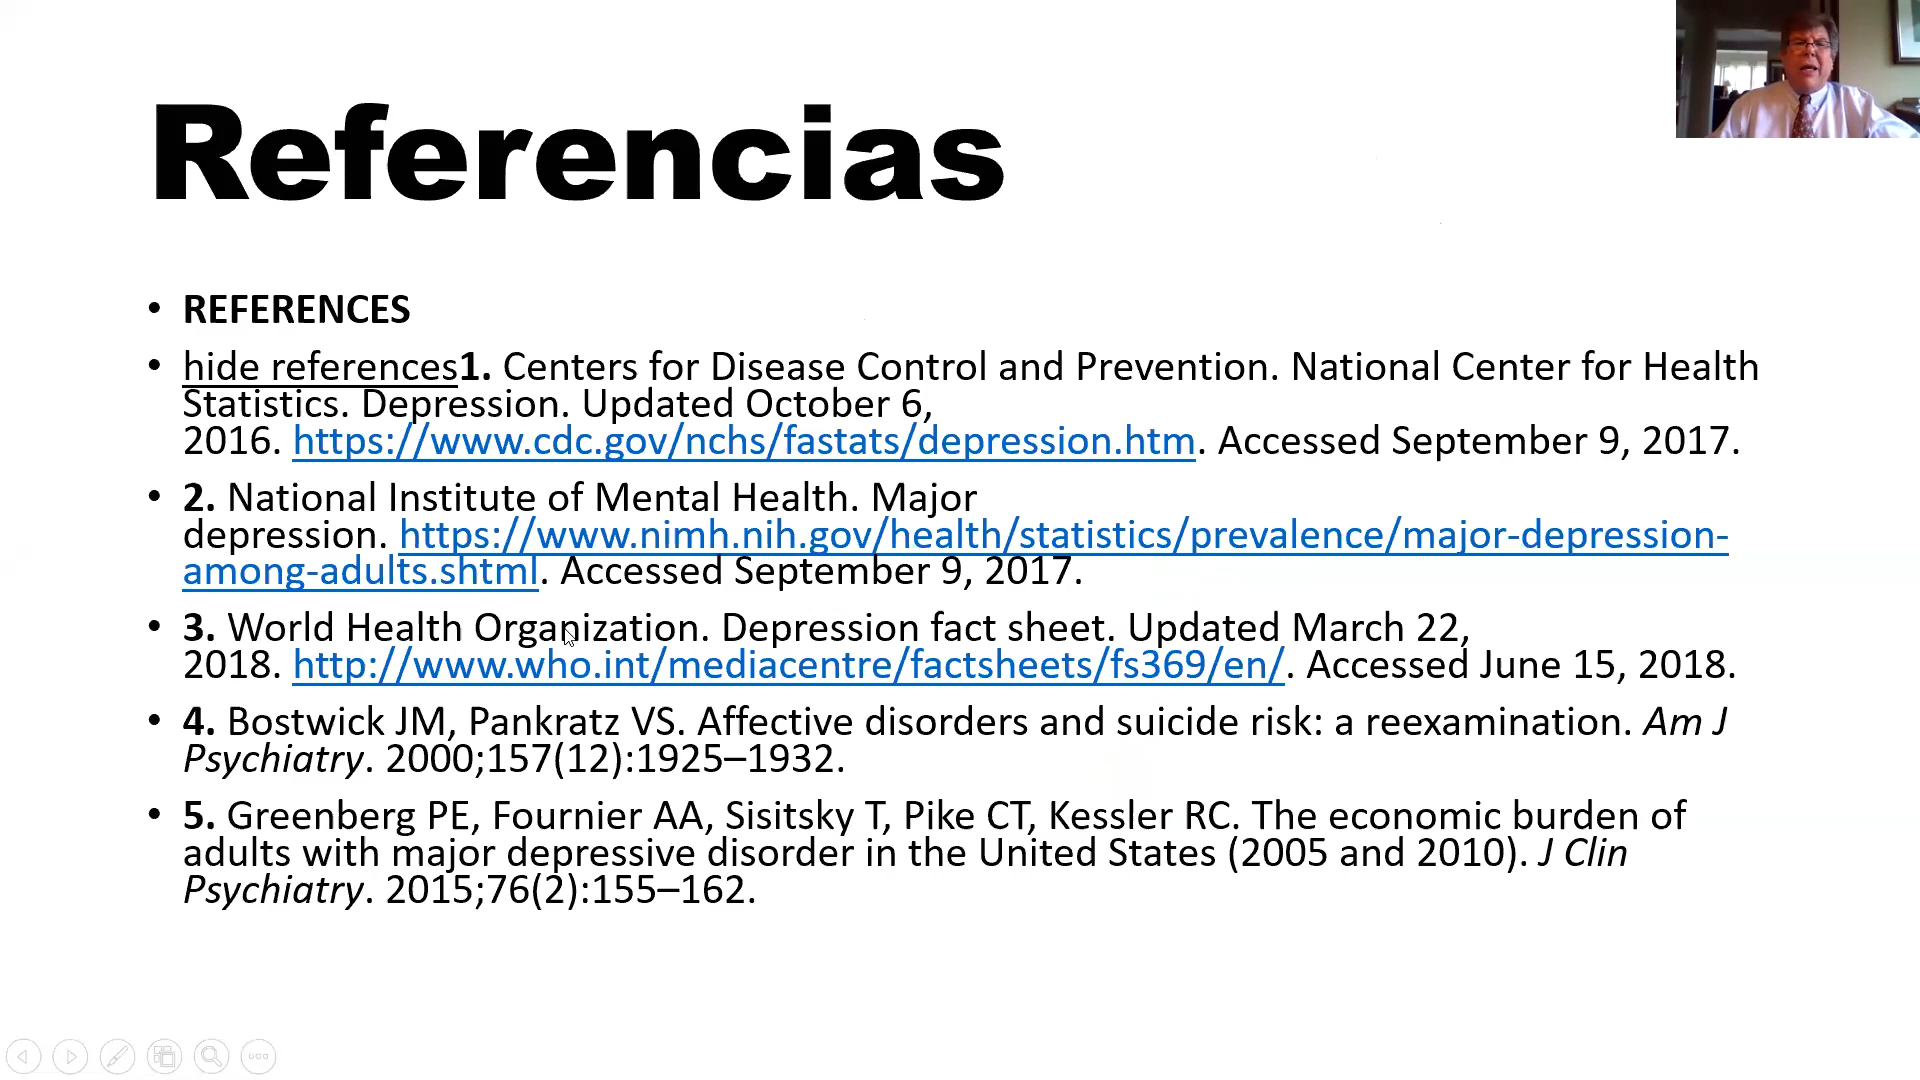 Referencias
• REFERENCES
• hide references1. Centers for Disease Control and Prevention. National Center for Health
Statistics. Depression. Updated October 6,
2016. https://www.cdc.gov/nchs/fastats/depression.htm. Accessed September 9, 2017.
• 2. National Institute of Mental Health. Major
depression. https://www.nimh.nih.gov/health/statistics/prevalence/major-depression-
among-adults.shtml. Accessed September 9, 2017.
• 3. World Health Organization. Depression fact sheet. Updated March 22,
2018. http://www.who.int/mediacentre/factsheets/fs369/en/. Accessed June 15, 2018.
• 4. Bostwick JM, Pankratz VS. Affective disorders and suicide risk: a reexamination. Am J
Psychiatry. 2000;157(12):1925–1932.
• 5. Greenberg PE, Fournier AA, Sisitsky T, Pike CT, Kessler RC. The economic burden of
adults with major depressive disorder in the United States (2005 and 2010). J Clin
Psychiatry. 2015;76(2):155–162.